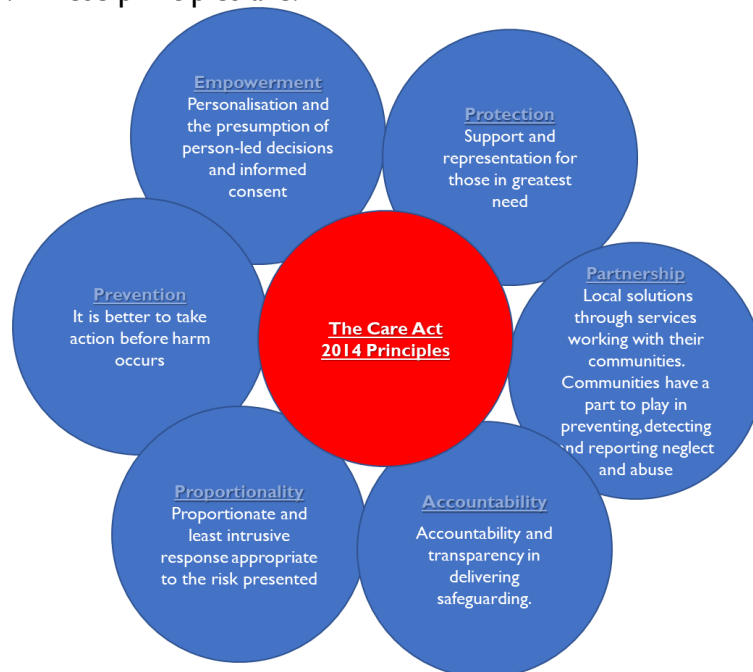 Empowerment
Personalisation and
the presumption of
person-led decisions
and informed
consent
Protection
Support and
representation for
those in greatest
need
Partnership
Local solutions
through services
working with their
communities.
Communities have a
part to play in
preventing, detecting
and reporting neglect
and abuse
Accountability
Accountability and
transparency in
delivering
safeguarding.
Proportionality
Proportionate and
least intrusive
response appropriate
to the risk presented
Prevention
It is better to take
action before harm
occurs
The Care Act
2014 Principles